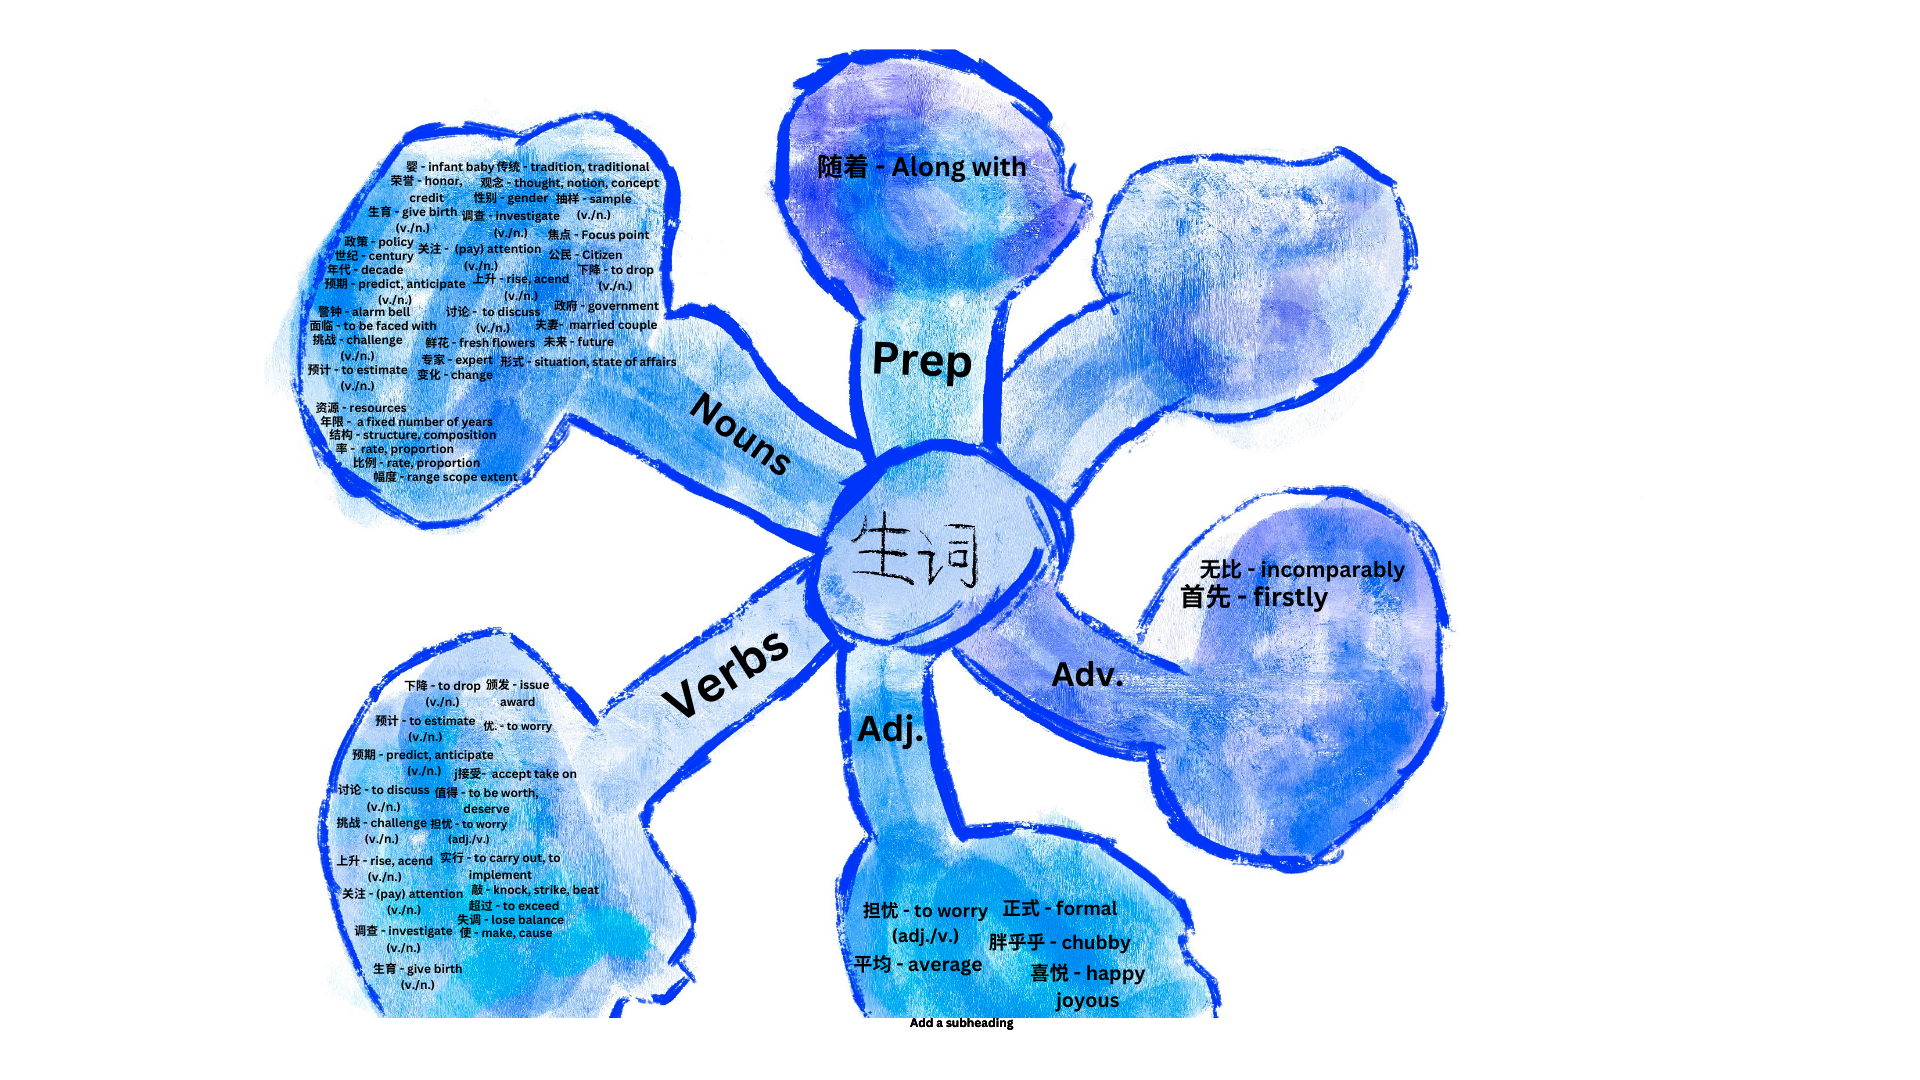 生词
Prep
随着 - Along with
Nouns
婴 - infant baby
荣誉 - honor,
credit
生育 - give birth
(v./n.)
政策 - policy
世纪 - century
年代 - decade
预期 - predict, anticipate
(v./n.)
警钟 - alarm bell
面临 - to be faced with
挑战 - challenge
(v./n.)
预计 - to estimate
(v./n.)
资源 - resources
年限 - a fixed number of years
结构 - structure, composition
率 - rate, proportion
比例 - rate, proportion
幅度 - range scope extent
传统 - tradition, traditional
观念 - thought, notion, concept
性别 - gender
抽样 - sample
(v./n.)
调查 - investigate
(v./n.)
焦点 - Focus point
关注 - (pay) attention
(v./n.)
公民 - Citizen
下降 - to drop
(v./n.)
上升 - rise, acend
(v./n.)
政府 - government
讨论 - to discuss
(v./n.)
夫妻- married couple
鲜花 - fresh flowers
未来 - future
专家 - expert
形式 - situation, state of affairs
变化 - change
Verbs
下降 - to drop
(v./n.)
颁发 - issue
award
预计 - to estimate
(v./n.)
优. - to worry
预期 - predict, anticipate
(v./n.)
j接受- accept take on
讨论 - to discuss
(v./n.)
值得 - to be worth,
deserve
挑战 - challenge
(v./n.)
担忧 - to worry
(adj./v.)
上升 - rise, acend
(v./n.)
实行 - to carry out, to
implement
关注 - (pay) attention
(v./n.)
敲 - knock, strike, beat
超过 - to exceed
失调 - lose balance
调查 - investigate
(v./n.)
使 - make, cause
生育 - give birth
(v./n.)
Adj.
担忧 - to worry
(adj./v.)
平均 - average
正式 - formal
胖乎乎 - chubby
喜悦 - happy
joyous
Adv.
无比 - incomparably
首先 - firstly
Add a subheading